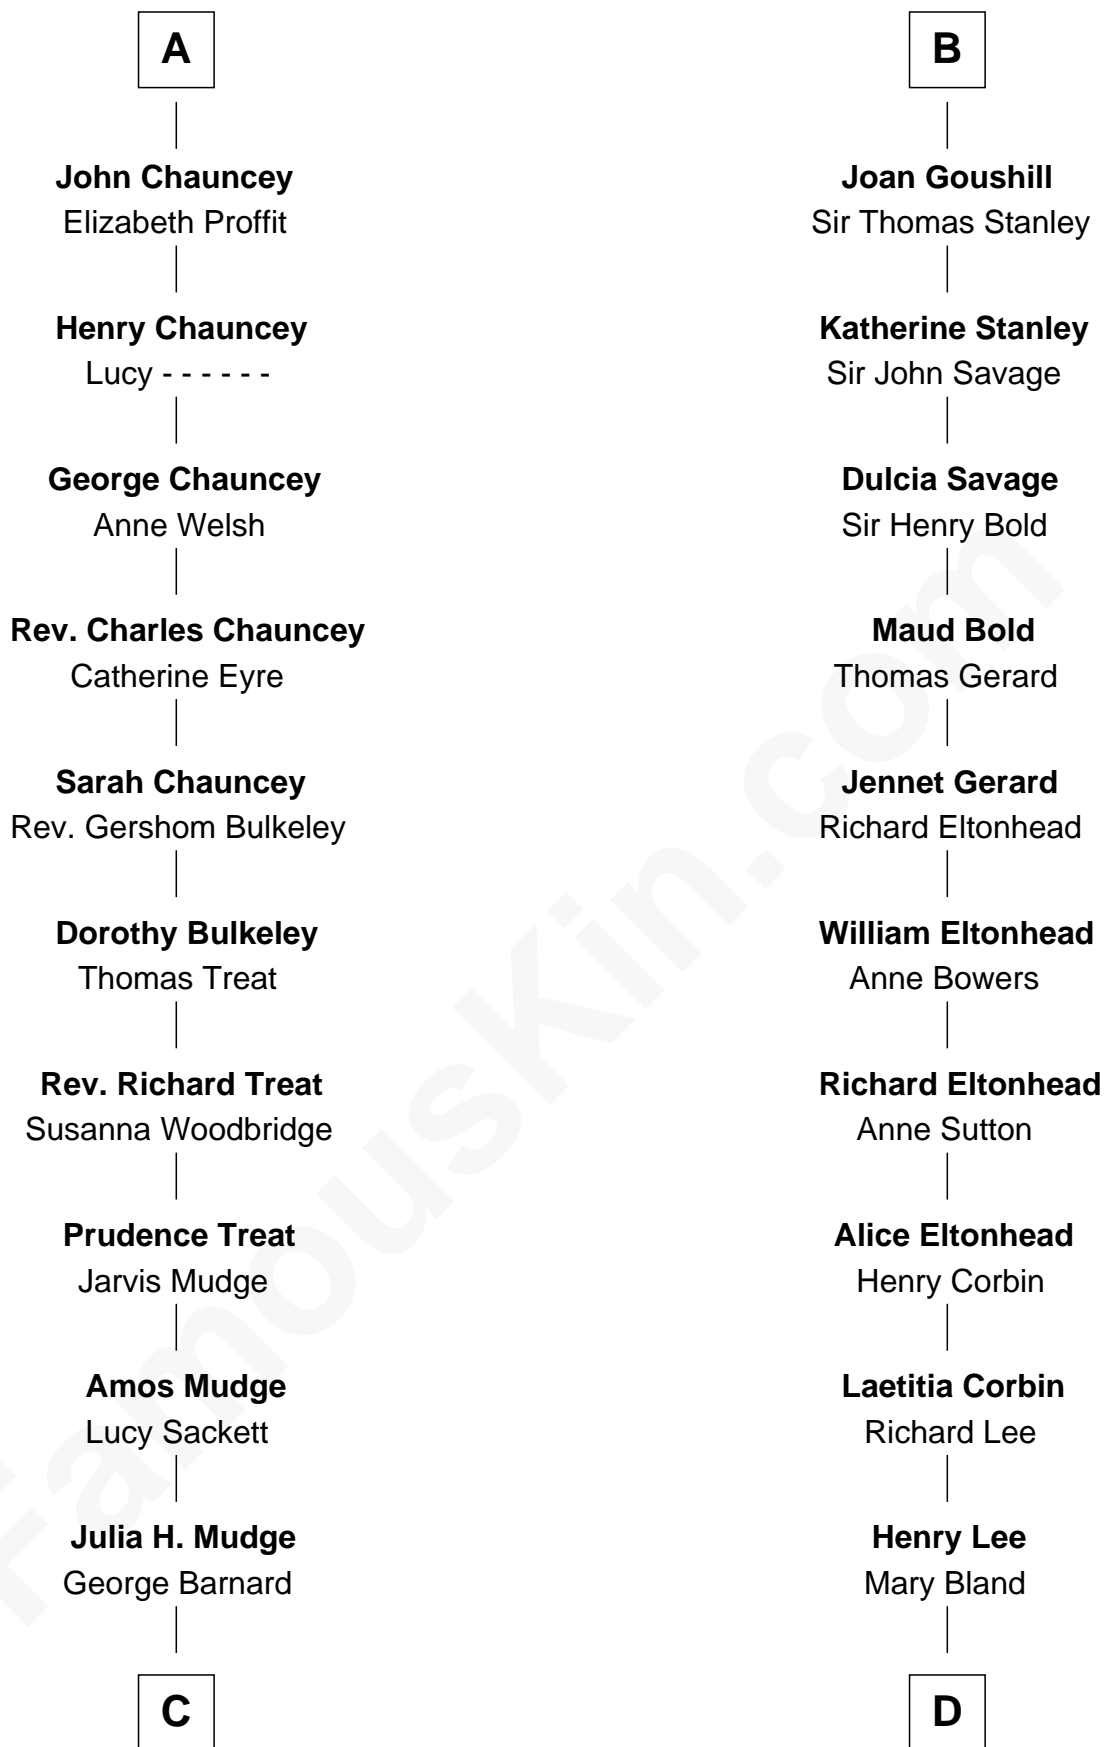 A
John Chauncey
Elizabeth Proffit
Henry Chauncey
Lucy - - - - - -
George Chauncey
Anne Welsh
Rev. Charles Chauncey
Catherine Eyre
Sarah Chauncey
Rev. Gershom Bulkeley
Dorothy Bulkeley
Thomas Treat
Rev. Richard Treat
Susanna Woodbridge
Prudence Treat
Jarvis Mudge
Amos Mudge
Lucy Sackett
Julia H. Mudge
George Barnard
C
B
Joan Goushill
Sir Thomas Stanley
Katherine Stanley
Sir John Savage
Dulcia Savage
Sir Henry Bold
Maud Bold
Thomas Gerard
Jennet Gerard
Richard Eltonhead
William Eltonhead
Anne Bowers
Richard Eltonhead
Anne Sutton
Alice Eltonhead
Henry Corbin
Laetitia Corbin
Richard Lee
Henry Lee
Mary Bland
D
FamousKin.com